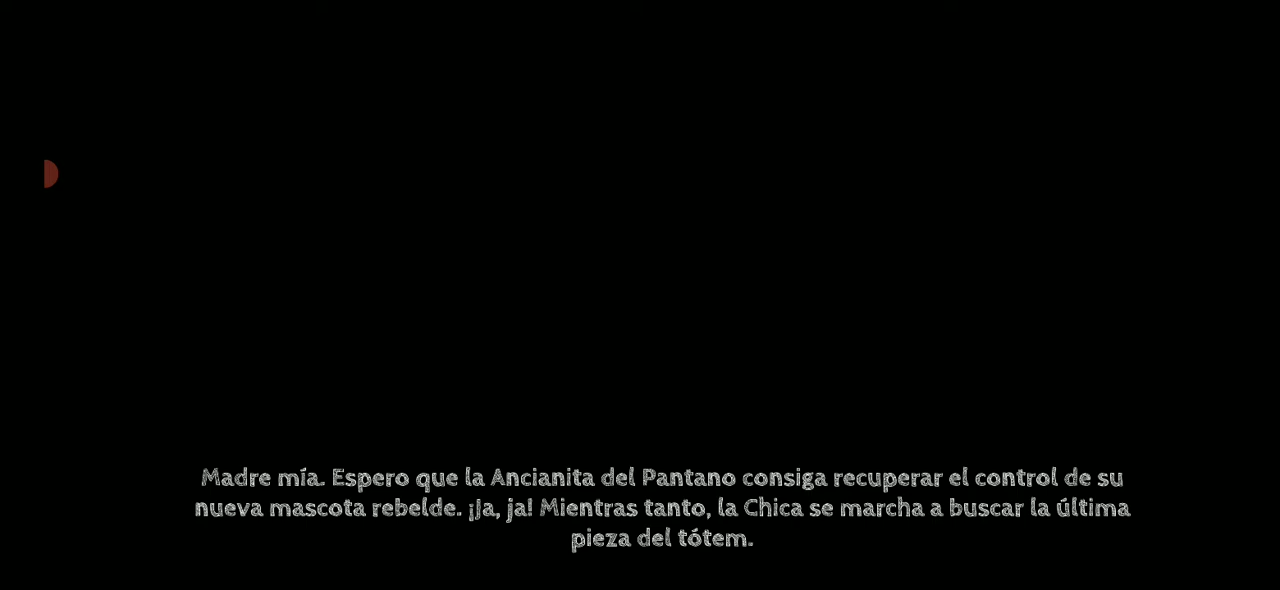 Madre mía. Espero que la Ancianita del Pantano consiga recuperar el control de su
nueva mascota rebelde. ¡Ja, ja! Mientras tanto, la Chica se marcha a buscar la última
pieza del tótem.